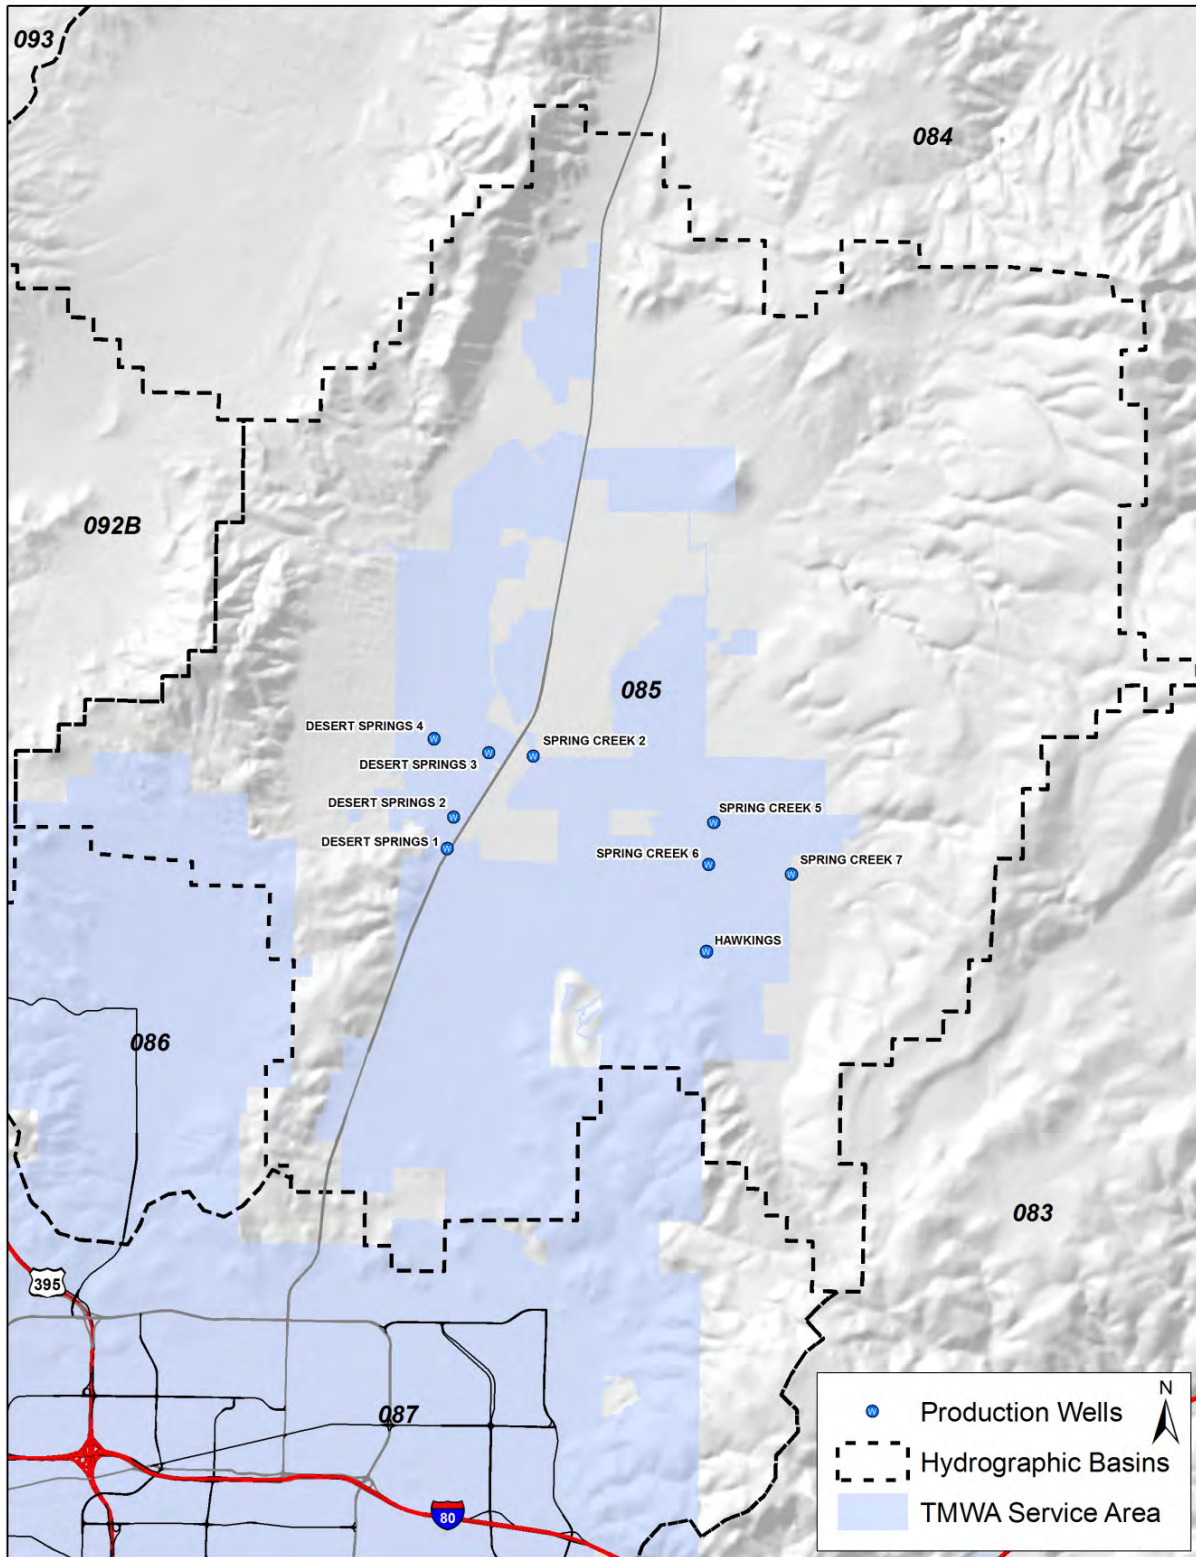 093
084
092B
085
DESERT SPRINGS 4
SPRING CREEK 2
DESERT SPRINGS 3
DESERT SPRINGS 2
SPRING CREEK 5
DESERT SPRINGS 1
SPRING CREEK 6
SPRING CREEK 7
HAWKINGS
086
083
395
087
80
W
W
W
W
W
W
W
W
W
N
W Production Wells
Hydrographic Basins
TMWA Service Area